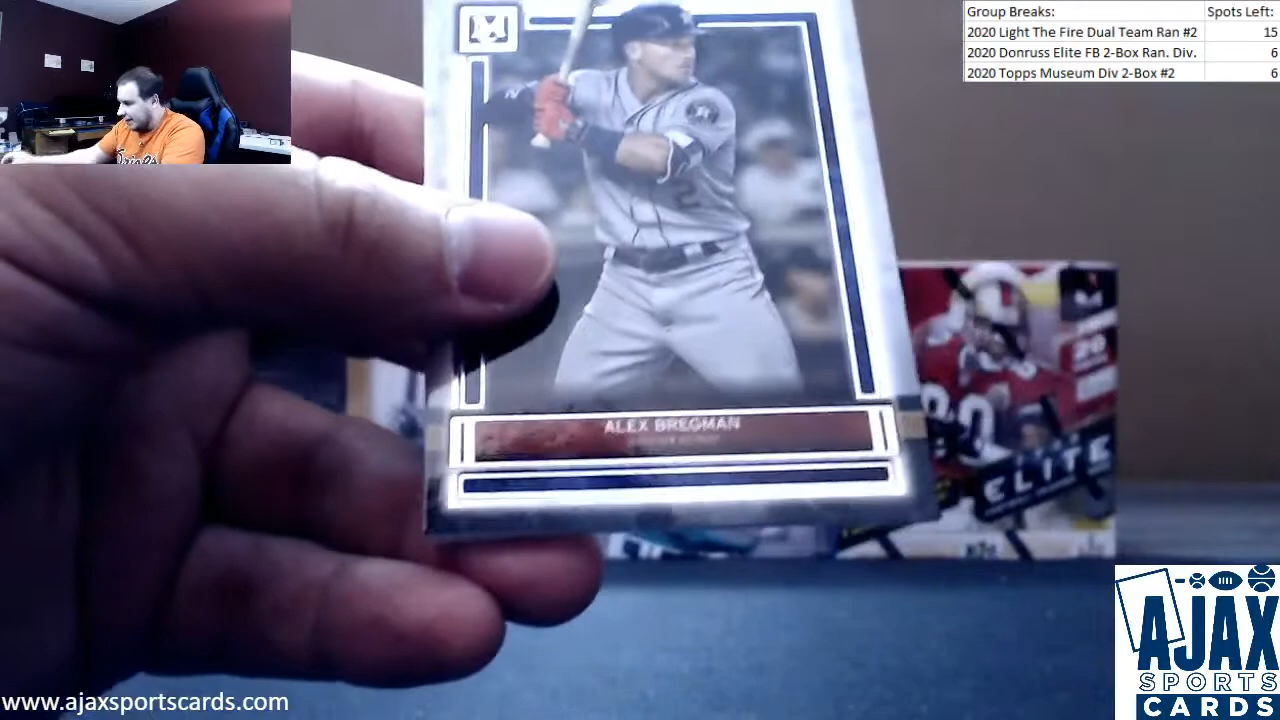 Group Breaks: Spots Left:
2020 Light The Fire Dual Team Ran #2 15
2020 Donruss Elite FB 2-Box Ran. Div. 6
2020 Topps Museum Div 2-Box #2 6
M
2
ALEX BREGMAN
20
ELITE
www.ajaxsportscards.com
AJAX
SPORTS
CARDS